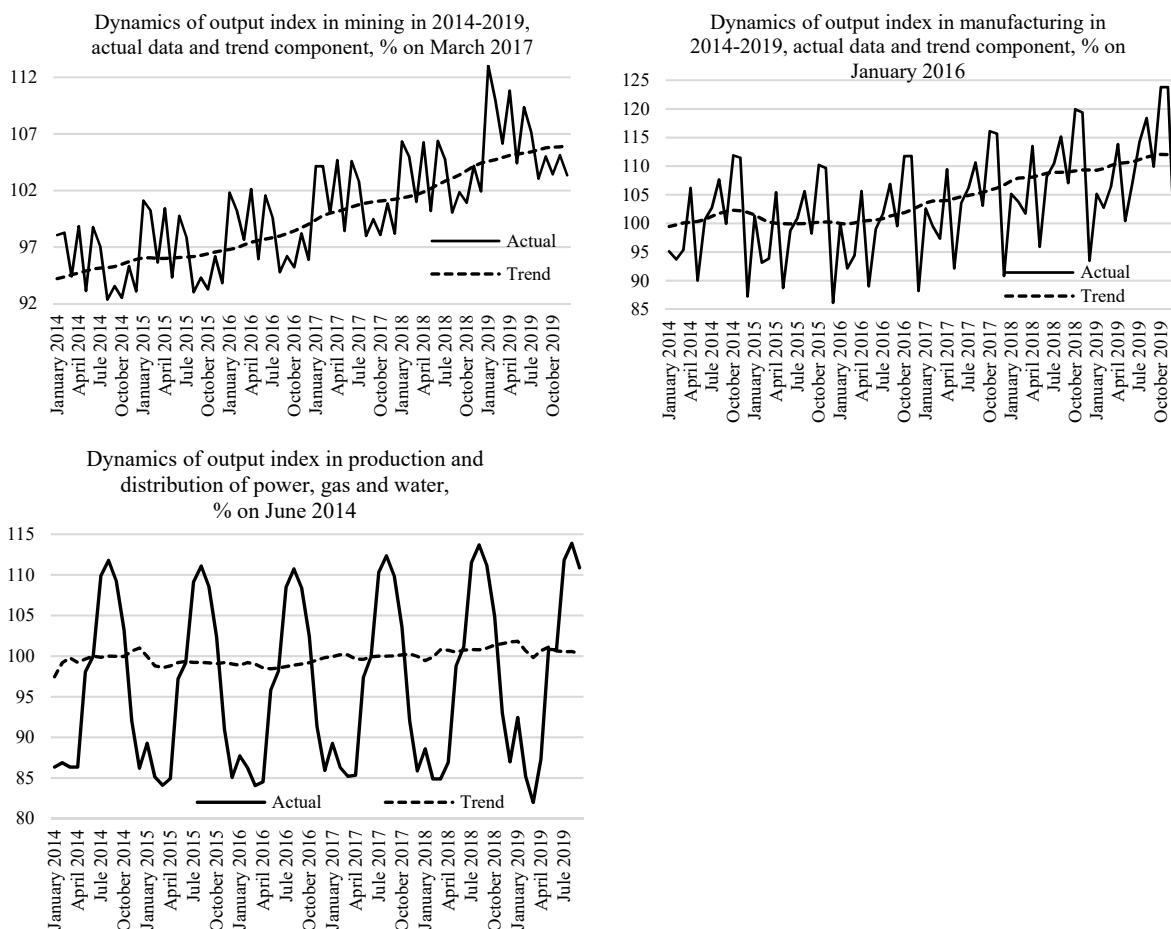 Dynamics of output index in mining in 2014-2019,
actual data and trend component, % on
March 2017
112
107
102
97
92
Actual
Trend
January 2014
April 2014
Jule 2014
October 2014
January 2015
April 2015
Jule 2015
October 2015
January 2016
April 2016
Jule 2016
October 2016
January 2017
April 2017
Jule 2017
October 2017
January 2018
April 2018
Jule 2018
October 2018
January 2019
April 2019
Jule 2019
October 2019
Dynamics of output index in manufacturing in
2014-2019, actual data and trend component, % on
January 2016
125
120
115
110
105
100
95
90
85
Actual
Trend
January 2014
April 2014
Jule 2014
October 2014
January 2015
April 2015
Jule 2015
October 2015
January 2016
April 2016
Jule 2016
October 2016
January 2017
April 2017
Jule 2017
October 2017
January 2018
April 2018
Jule 2018
October 2018
January 2019
April 2019
Jule 2019
October 2019
Dynamics of output index in production and
distribution of power, gas and water,
% on June 2014
115
110
105
100
95
90
85
80
Actual
Trend
January 2014
April 2014
Jule 2014
October 2014
January 2015
April 2015
Jule 2015
October 2015
January 2016
April 2016
Jule 2016
October 2016
January 2017
April 2017
Jule 2017
October 2017
January 2018
April 2018
Jule 2018
October 2018
January 2019
April 2019
Jule 2019